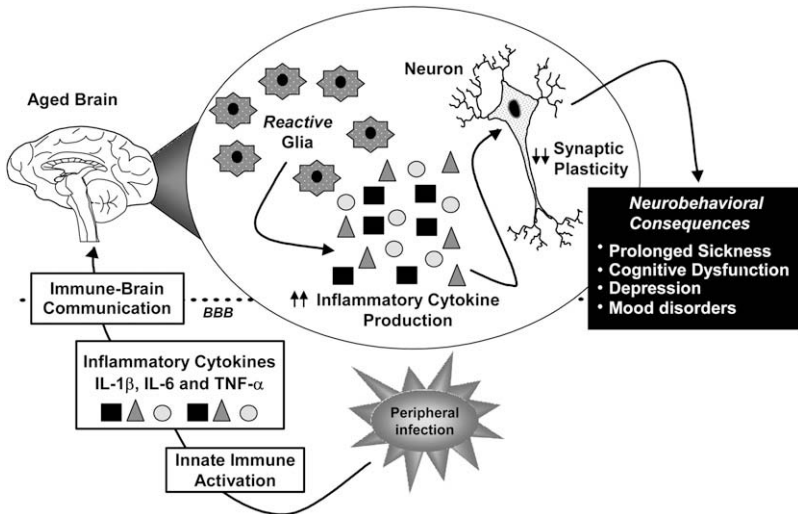 Aged Brain
Reactive
Glia
Neuron
↓↓ Synaptic
Plasticity
↑↑ Inflammatory Cytokine
Production
Neurobehavioral
Consequences
• Prolonged Sickness
• Cognitive Dysfunction
• Depression
• Mood disorders
Immune-Brain
Communication
BBB
Inflammatory Cytokines
IL-1β, IL-6 and TNF-α
Innate Immune
Activation
Peripheral
infection